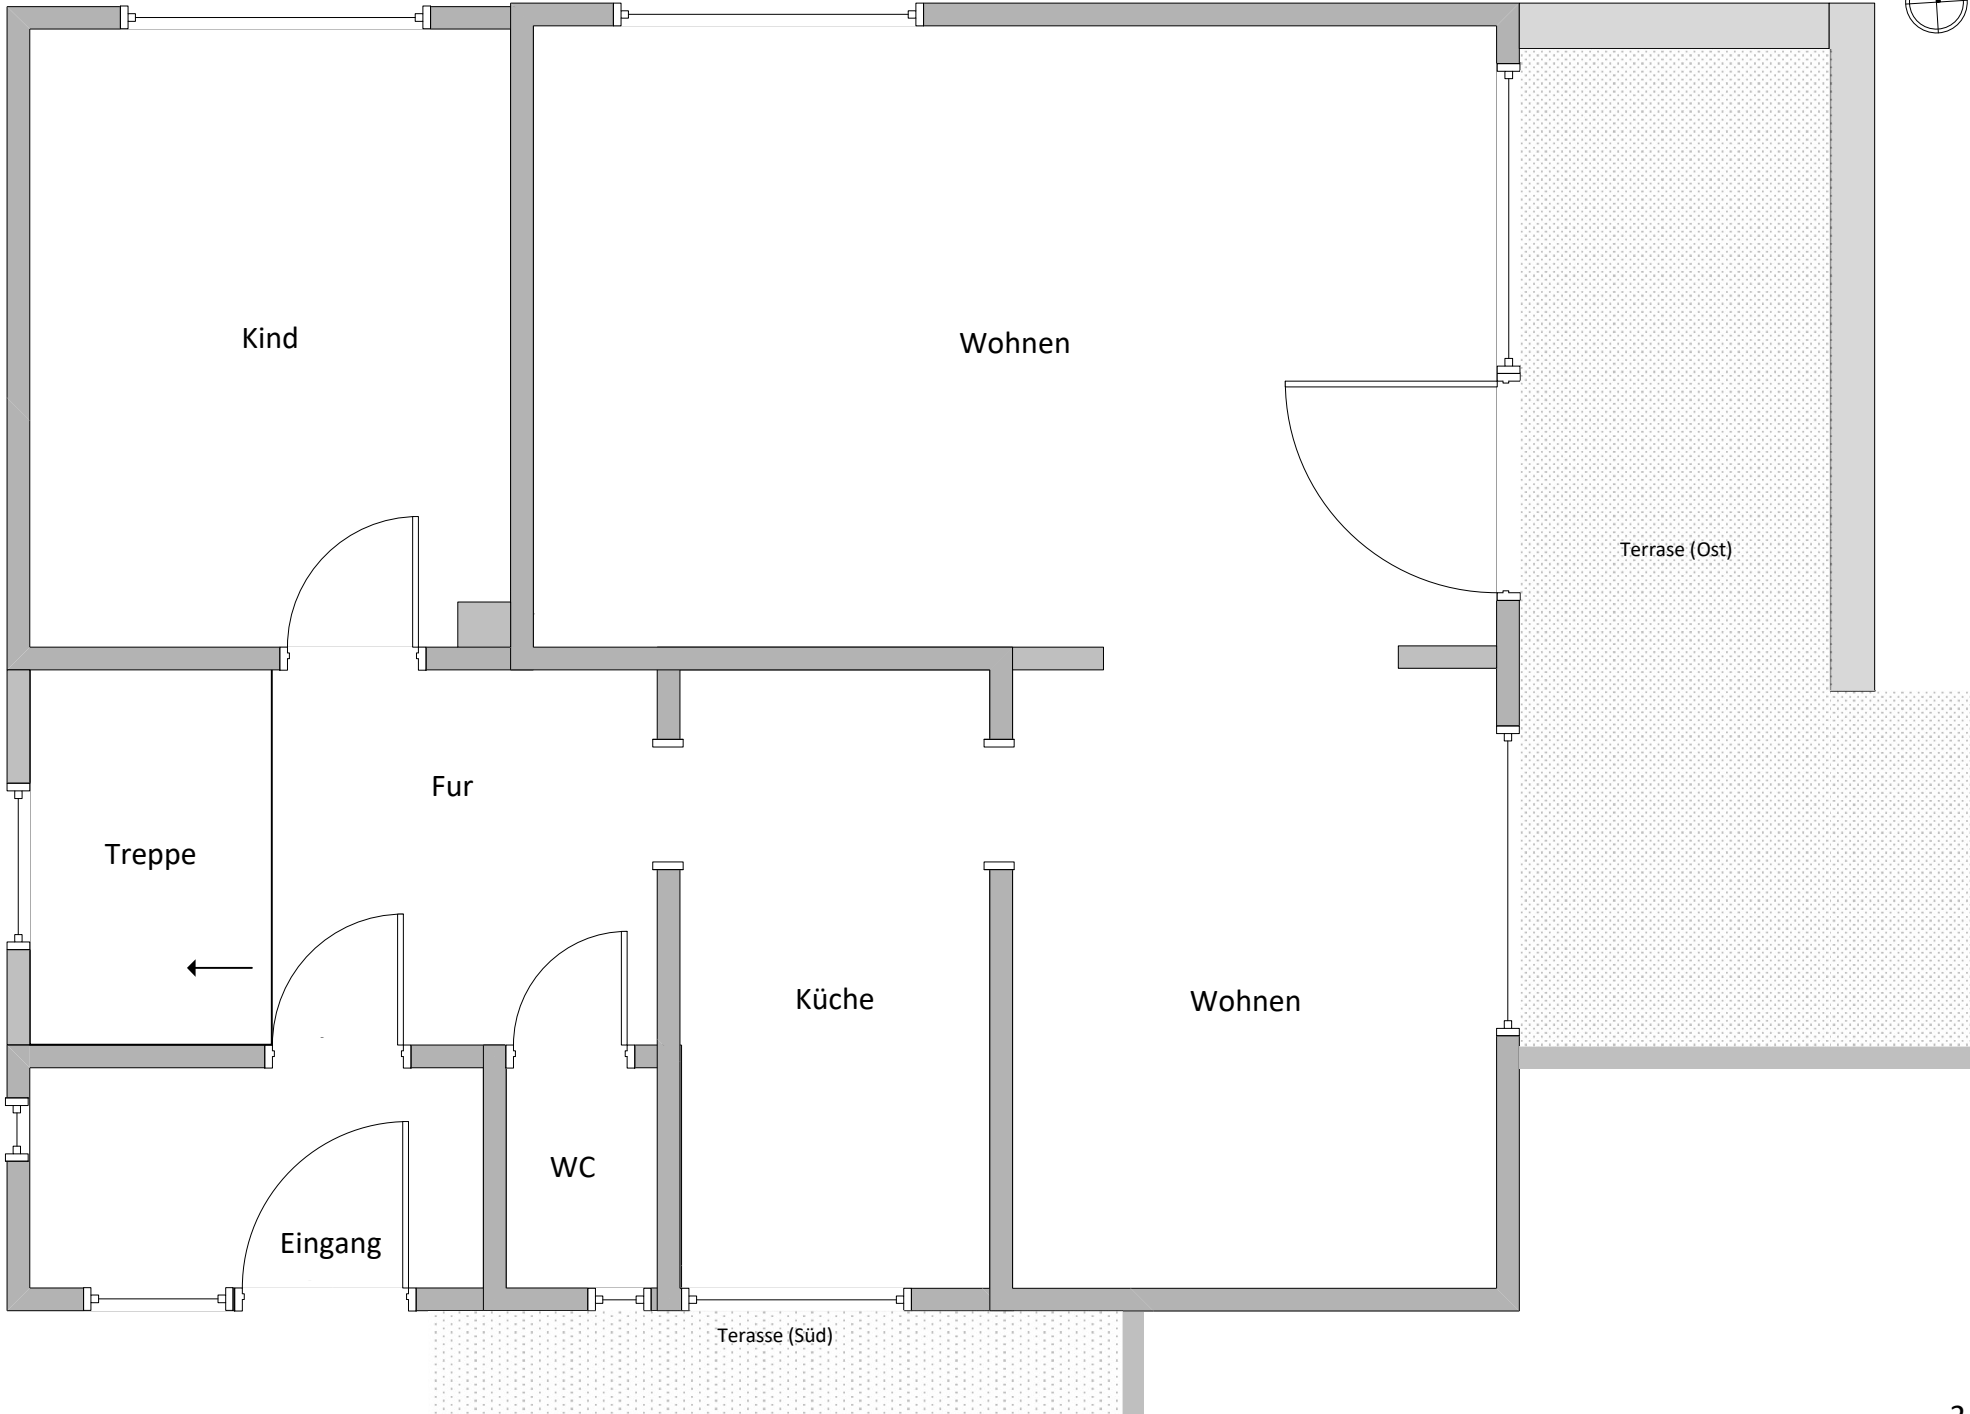 Kind
Wohnen
Terrase (Ost)
Fur
Treppe
Küche
Wohnen
WC
Eingang
Terasse (Süd)